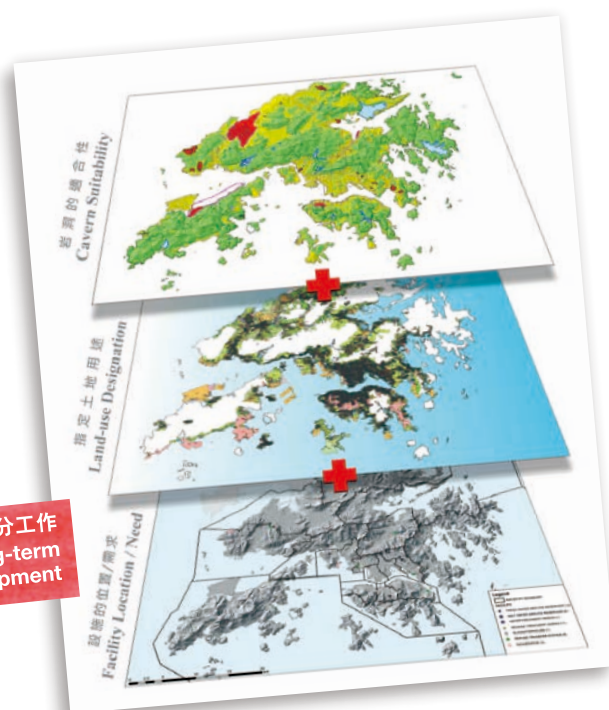 岩洞的適合性
Cavern Suitability
指定土地用途
Land-use Designation
設施的位置/需求
Facility Location / Need
分工作
g-term
pment